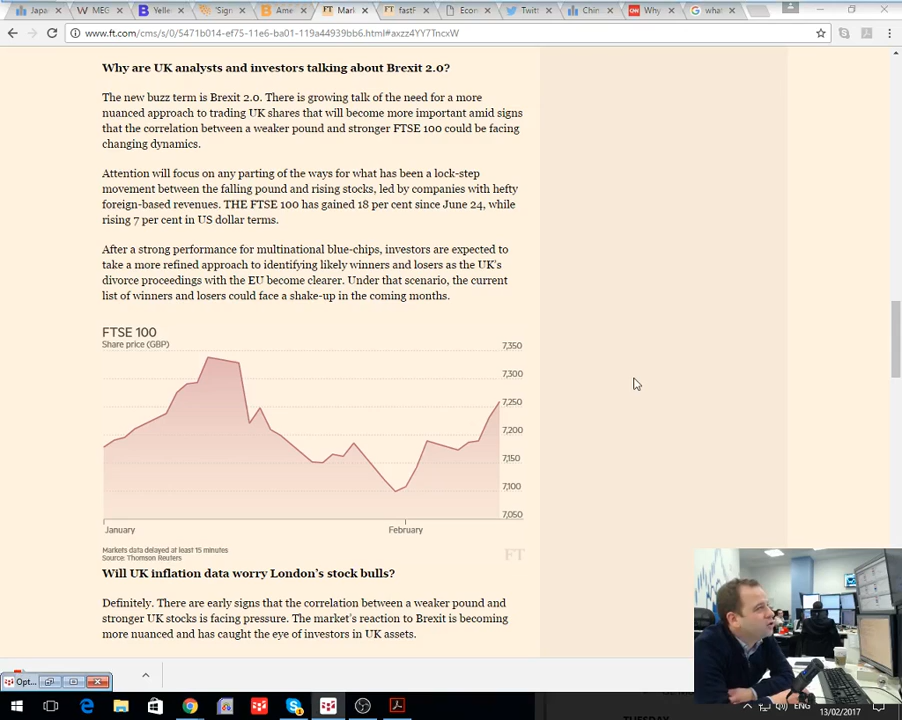 Japa
MEG
Yelle
'Sign
Ame
Mark
fastF
Econ
Twitt
Chin
Why
what
www.ft.com/cms/s/0/5471b014-ef75-11e6-ba01-119a44939bb6.html#axzz4YY7TncxW
Why are UK analysts and investors talking about Brexit 2.0?
The new buzz term is Brexit 2.0. There is growing talk of the need for a more
nuanced approach to trading UK shares that will become more important amid signs
that the correlation between a weaker pound and stronger FTSE 100 could be facing
changing dynamics.
Attention will focus on any parting of the ways for what has been a lock-step
movement between the falling pound and rising stocks, led by companies with hefty
foreign-based revenues. THE FTSE 100 has gained 18 per cent since June 24, while
rising 7 per cent in US dollar terms.
After a strong performance for multinational blue-chips, investors are expected to
take a more refined approach to identifying likely winners and losers as the UK's
divorce proceedings with the EU become clearer. Under that scenario, the current
list of winners and losers could face a shake-up in the coming months.
FTSE 100
Share price (GBP)
7,350
7,300
7,250
7,200
7,150
7,100
7,050
January
February
Markets data delayed at least 15 minutes
Source: Thomson Reuters
FT
Will UK inflation data worry London's stock bulls?
Definitely. There are early signs that the correlation between a weaker pound and
stronger UK stocks is facing pressure. The market's reaction to Brexit is becoming
more nuanced and has caught the eye of investors in UK assets.
Opt...
ENG
13/02/2017